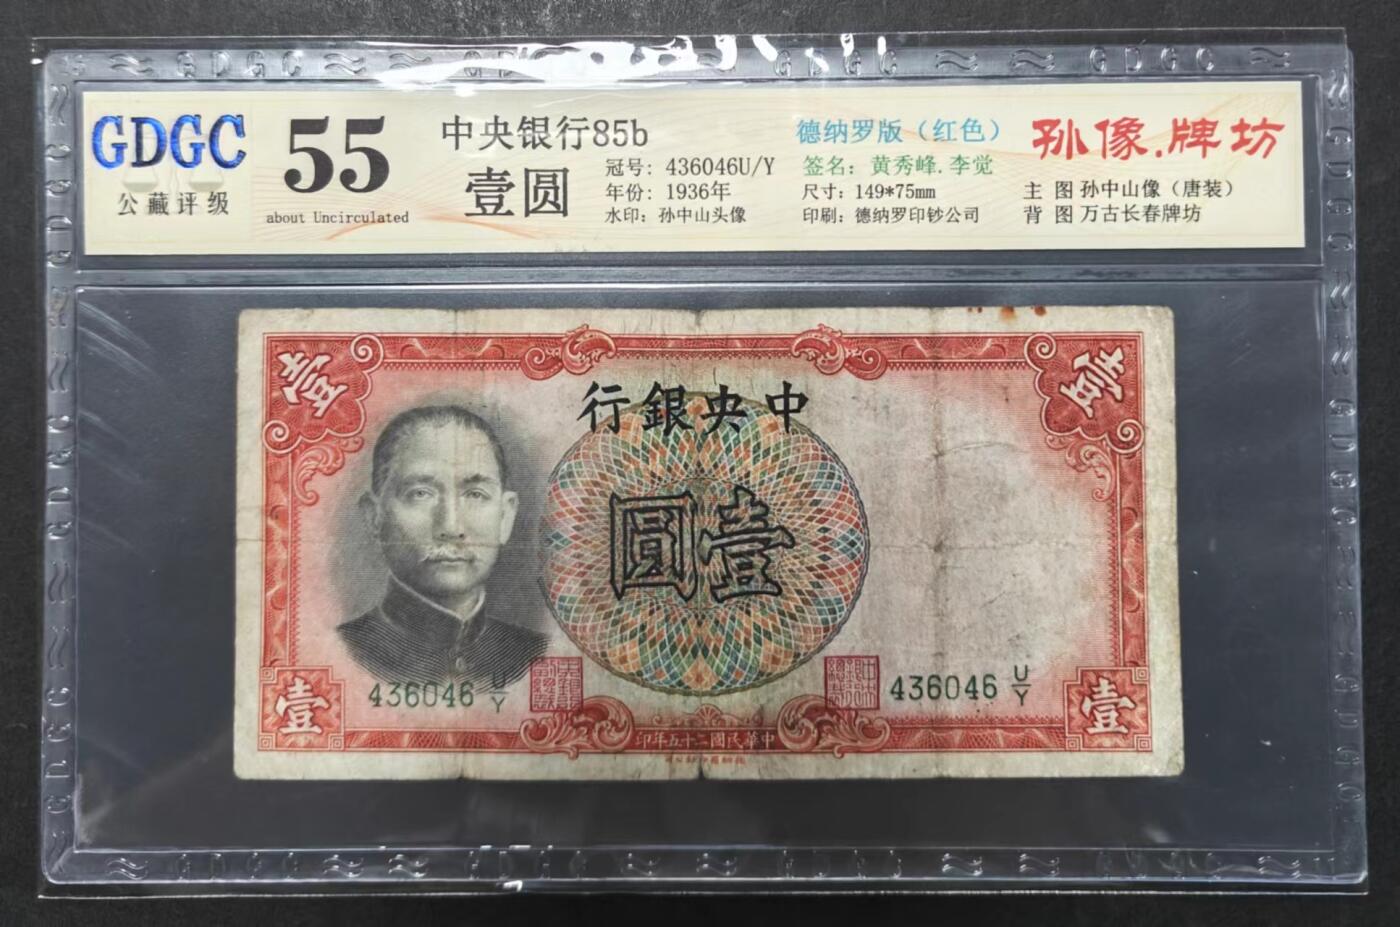 GDGC
公藏评级
55
about Uncirculated
中央银行85b
壹圆
冠号: 436046U/Y
年份: 1936年
水印: 孙中山头像
德纳罗版（红色）
签名: 黄秀峰.李觉
尺寸: 149*75mm
印刷: 德纳罗印钞公司
孙像.牌坊
主 图 孙中山像（唐装）
背 图 万古长春牌坊
壹
壹
行銀央中
圓壹
436046 U/Y
436046 U/Y
壹
壹
印年五十二國民華中